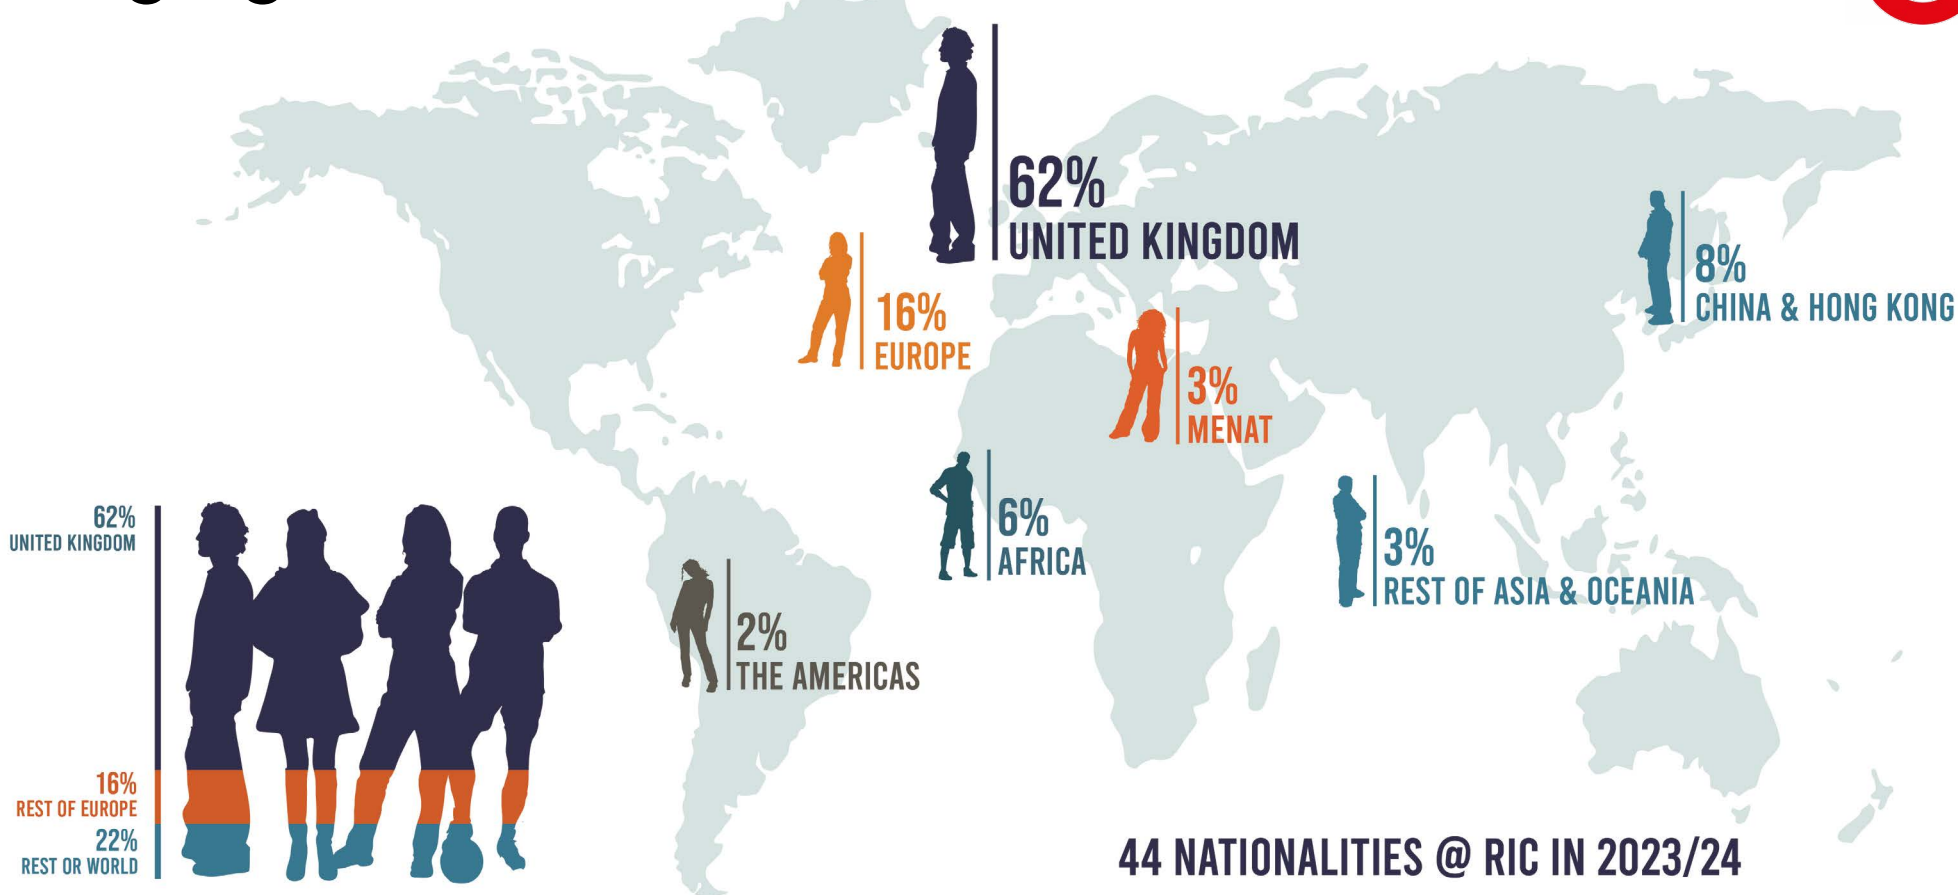 62%
UNITED KINGDOM
16%
EUROPE
8%
CHINA & HONG KONG
3%
MENAT
6%
AFRICA
3%
REST OF ASIA & OCEANIA
2%
THE AMERICAS
62%
UNITED KINGDOM
16%
REST OF EUROPE
22%
REST OR WORLD
44 NATIONALITIES @ RIC IN 2023/24